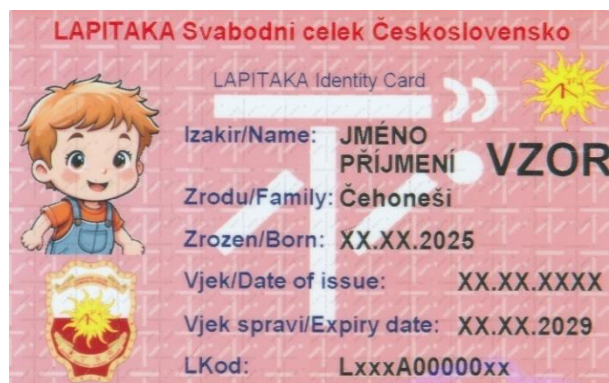 LAPITAKA Svabodni celek Československo
LAPITAKA Identity Card
Izakir/Name: JMÉNO
PŘÍJMENÍ
VZOR
Zrodu/Family: Čehoneši
Zrozen/Born: XX.XX.2025
Vjek/Date of issue: XX.XX.XXXX
Vjek spravi/Expiry date: XX.XX.2029
LKod: LxxxA00000xx